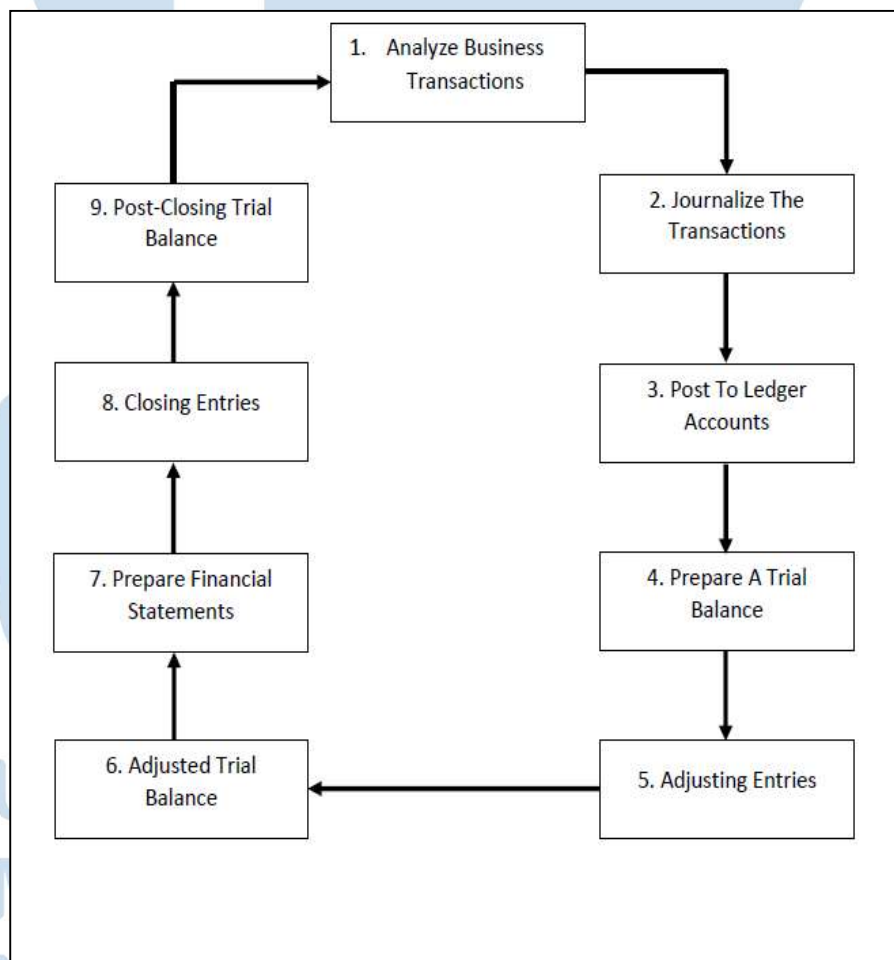 1. Analyze Business
Transactions
2. Journalize The
Transactions
3. Post To Ledger
Accounts
4. Prepare A Trial
Balance
5. Adjusting Entries
6. Adjusted Trial
Balance
7. Prepare Financial
Statements
8. Closing Entries
9. Post-Closing Trial
Balance